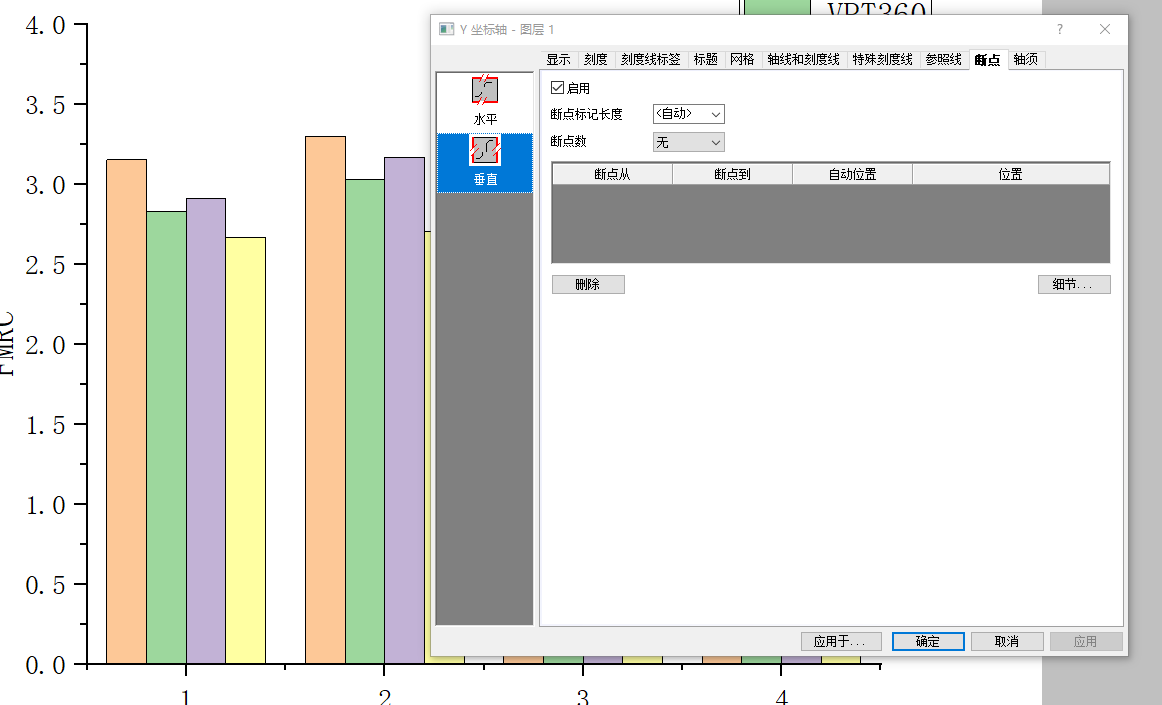 VPT360
4.0
3.5
3.0
2.5
2.0
1.5
1.0
0.5
0.0
FMRC
1 2 3 4
Y 坐标轴 - 图层 1
?
显示 刻度 刻度线标签 标题 网格 轴线和刻度线 特殊刻度线 参照线 断点 轴须
水平
垂直
启用
断点标记长度 <自动>
断点数 无
断点从 断点到 自动位置 位置
删除 细节...
应用于... 确定 取消 应用